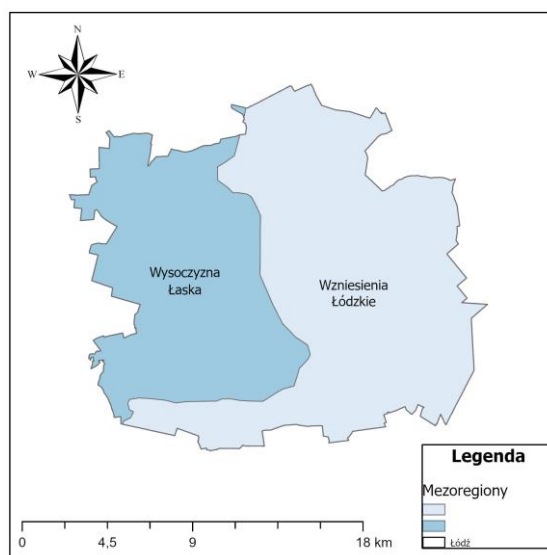 N
W E
S
Wysoczyzna
Łaska
Wzniesienia
Łódzkie
Legenda
Mezoregiony
Łódź
0 4,5 9 18 km